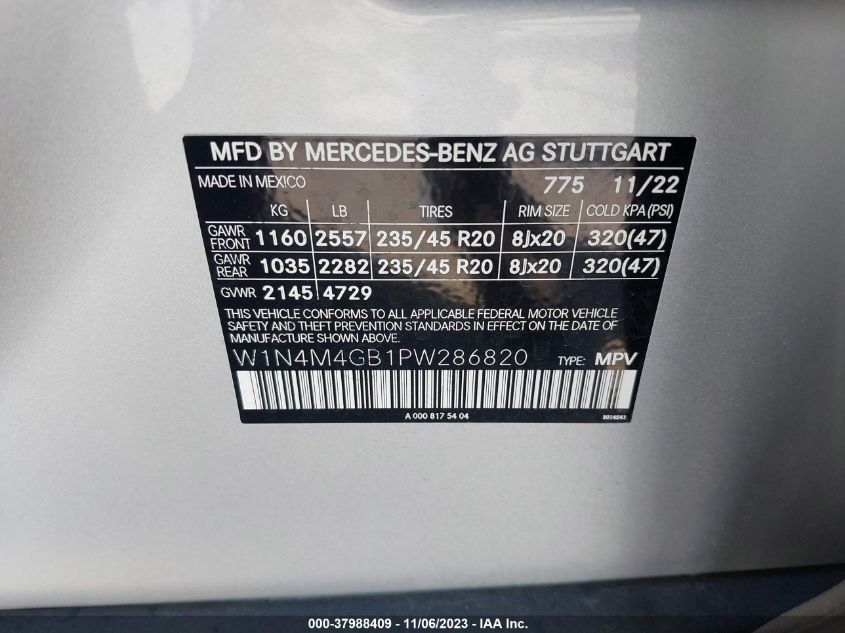 MFD BY MERCEDES-BENZ AG STUTTGART
MADE IN MEXICO 775 11/22
KG LB TIRES RIM SIZE COLD KPA(PSI)
GAWR FRONT 1160 2557 235/45 R20 8Jx20 320(47)
GAWR REAR 1035 2282 235/45 R20 8Jx20 320(47)
GVWR 2145 4729
THIS VEHICLE CONFORMS TO ALL APPLICABLE FEDERAL MOTOR VEHICLE
SAFETY AND THEFT PREVENTION STANDARDS IN EFFECT ON THE DATE OF
MANUFACTURE SHOWN ABOVE.
W1N4M4GB1PW286820 TYPE: MPV
A 000 817 54 04
000-37988409 - 11/06/2023 - IAA Inc.